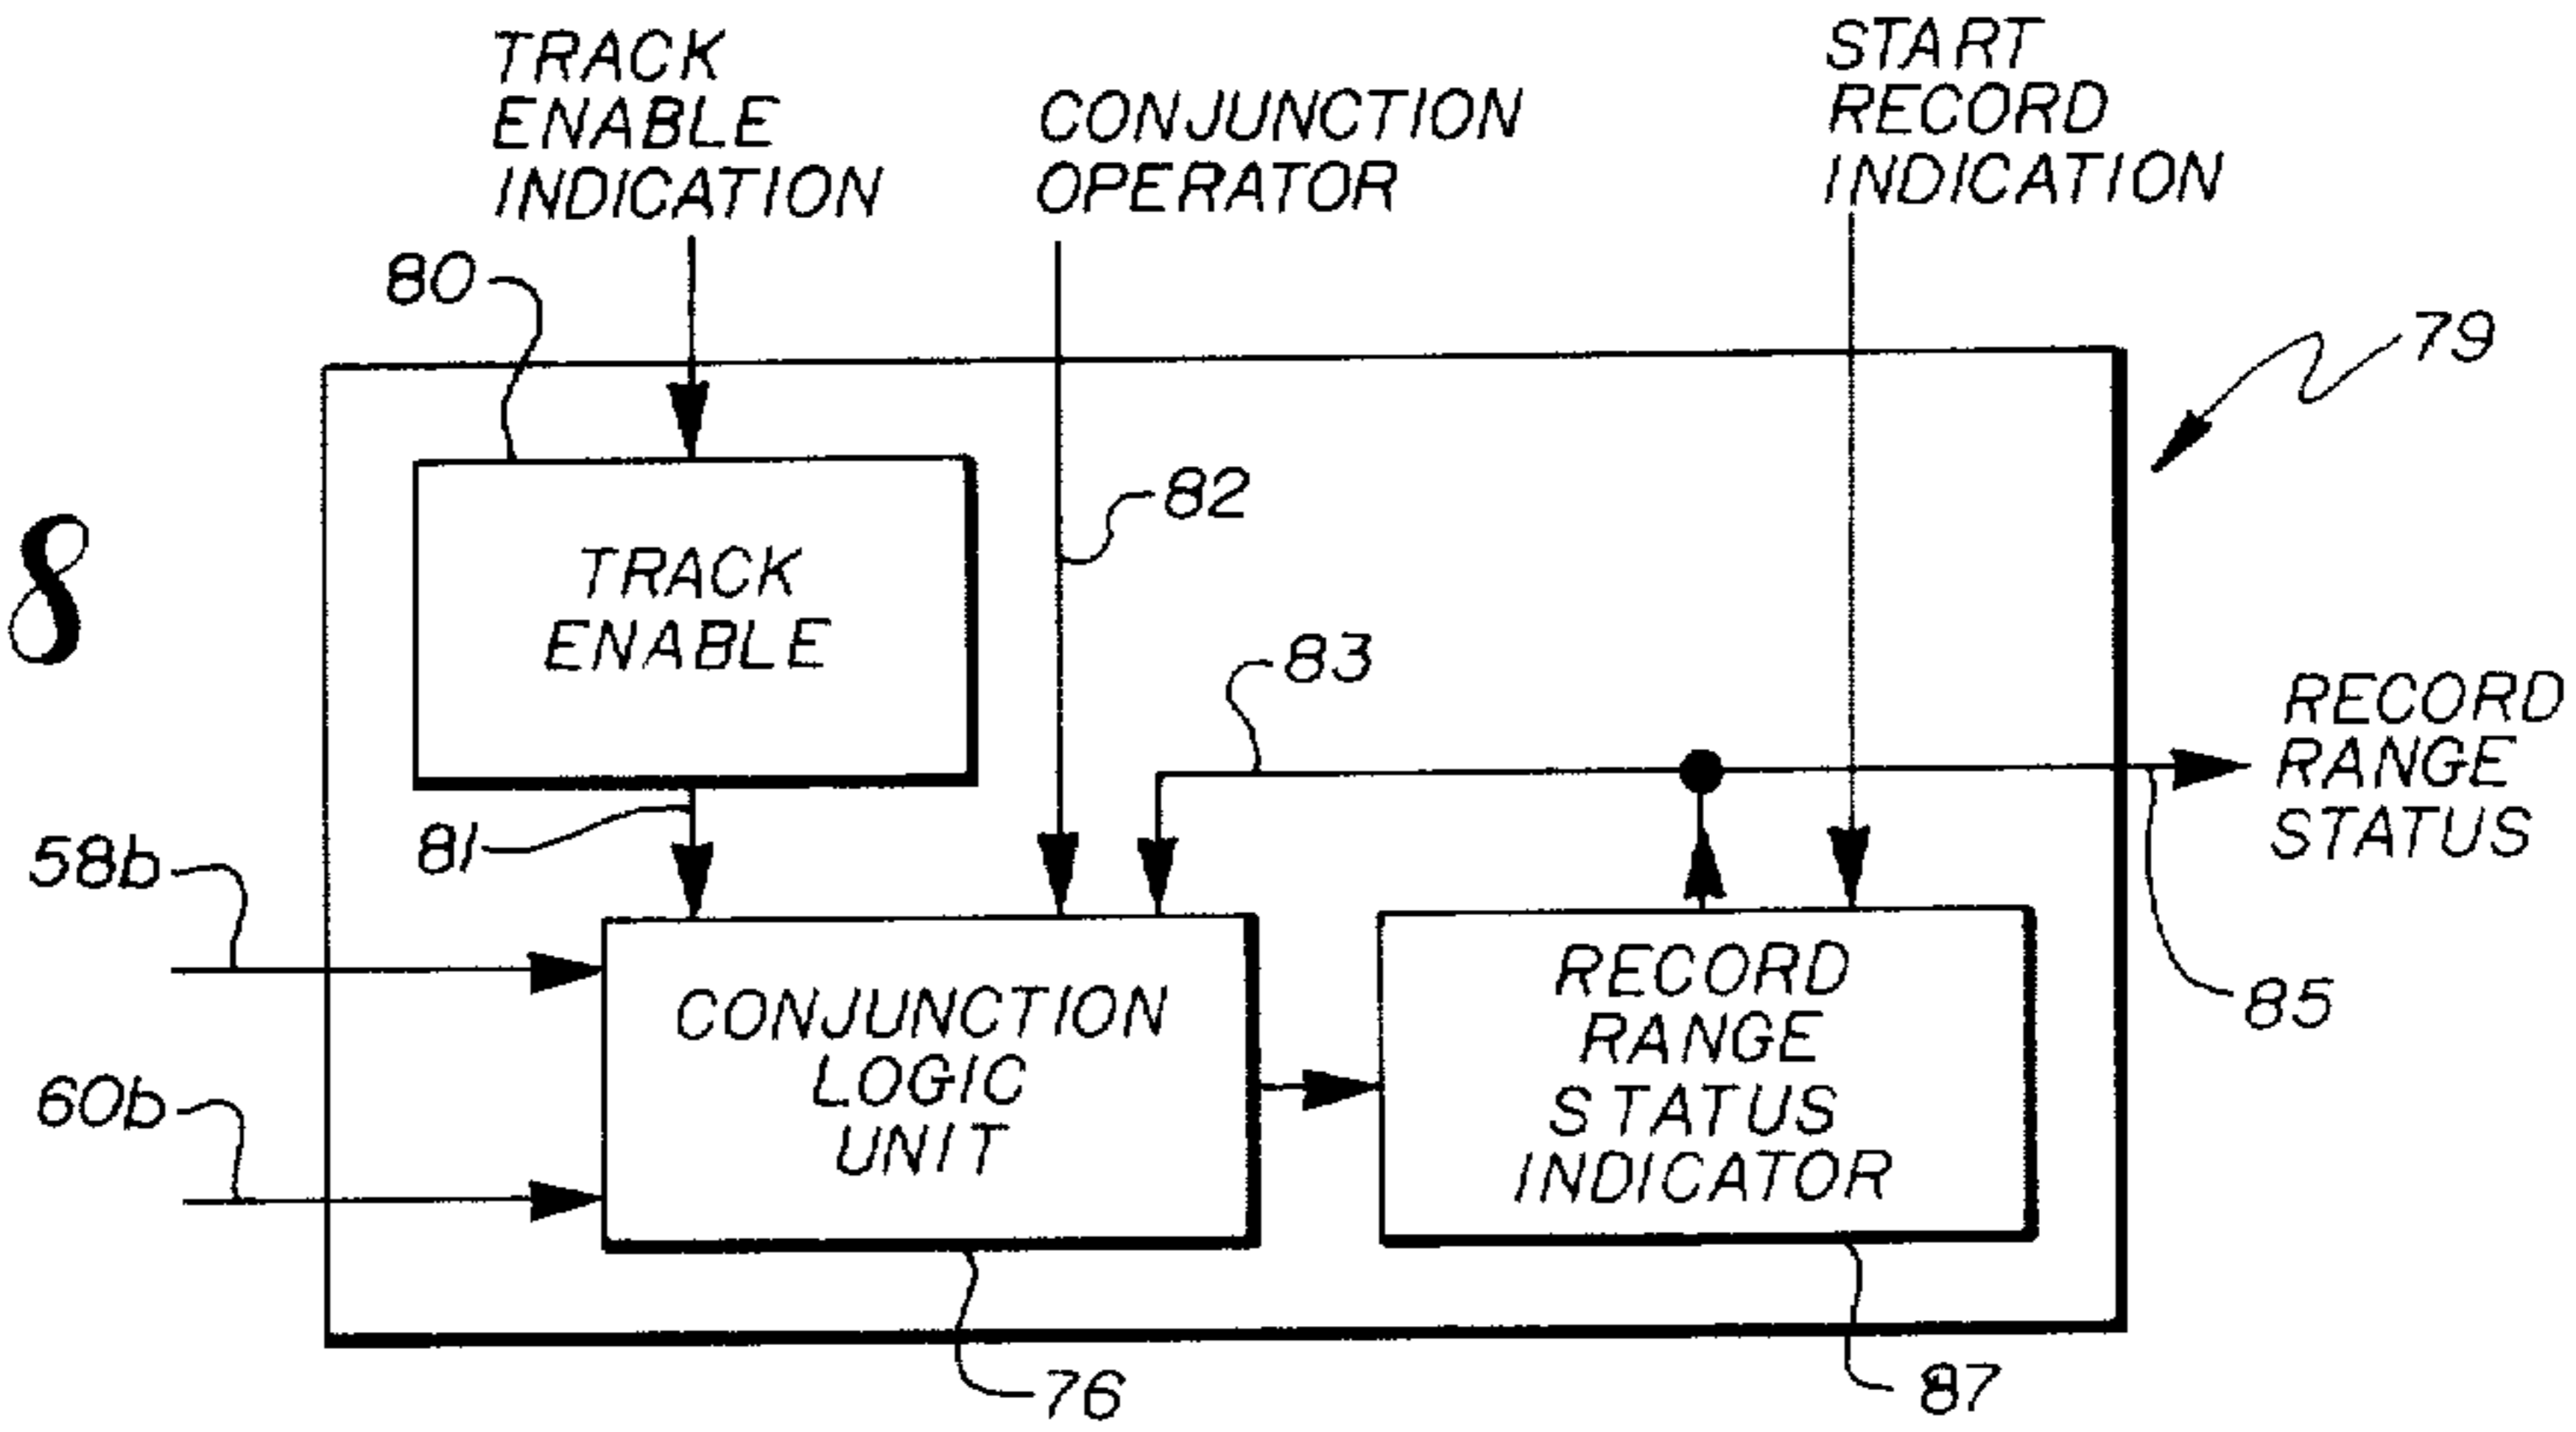 TRACK
ENABLE
INDICATION
CONJUNCTION
OPERATOR
START
RECORD
INDICATION
80
79
82
8
TRACK
ENABLE
83
RECORD
RANGE
STATUS
81
58b
85
CONJUNCTION
LOGIC
UNIT
RECORD
RANGE
STATUS
INDICATOR
60b
76
87